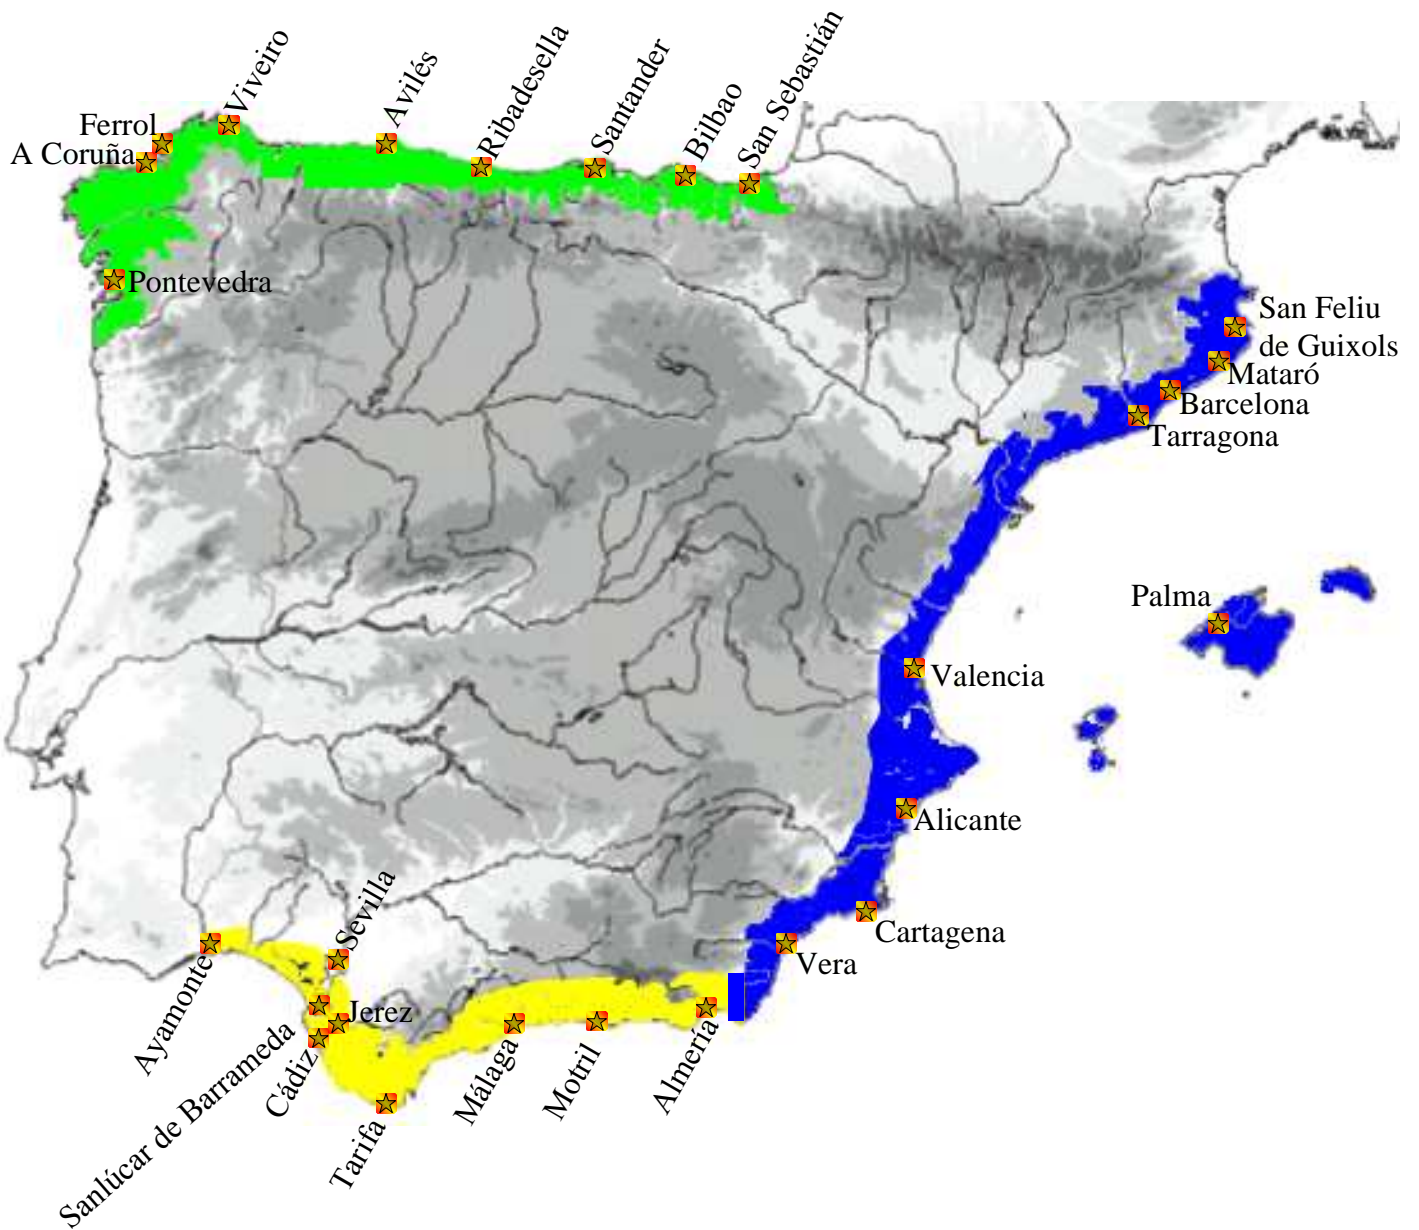 Viveiro
Avilés
Ribadesella
Santander
Bilbao
San Sebastián
Ferrol
A Coruña
Pontevedra
San Feliu
de Guixols
Mataró
Barcelona
Tarragona
Palma
Valencia
Alicante
Cartagena
Vera
Sevilla
Jerez
Ayamonte
Sanlúcar de Barrameda
Cádiz
Tarifa
Málaga
Motril
Almería